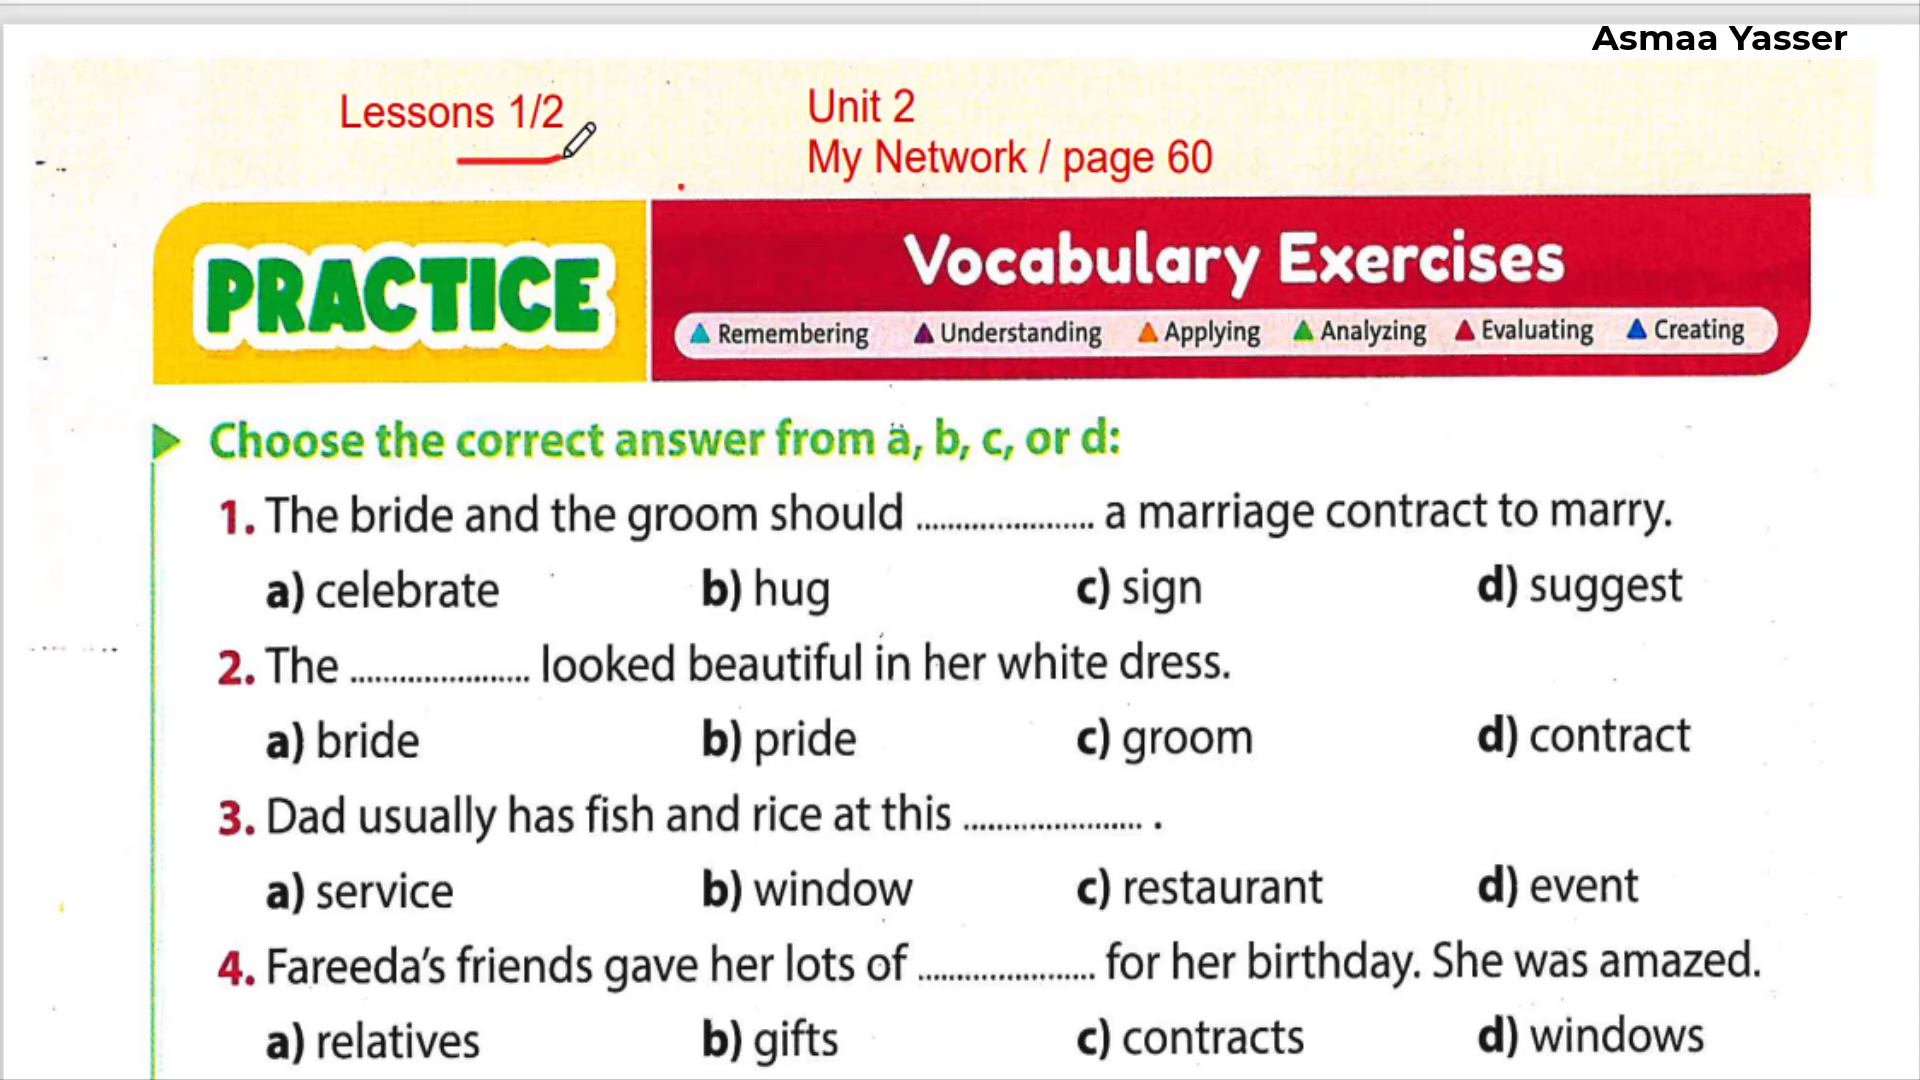 Asmaa Yasser
Lessons 1/2
Unit 2
My Network / page 60
PRACTICE
Vocabulary Exercises
Remembering Understanding Applying Analyzing Evaluating Creating
Choose the correct answer from a, b, c, or d:
1. The bride and the groom should ...................... a marriage contract to marry.
a) celebrate b) hug c) sign d) suggest
2. The ...................... looked beautiful in her white dress.
a) bride b) pride c) groom d) contract
3. Dad usually has fish and rice at this ...................... .
a) service b) window c) restaurant d) event
4. Fareeda's friends gave her lots of ...................... for her birthday. She was amazed.
a) relatives b) gifts c) contracts d) windows